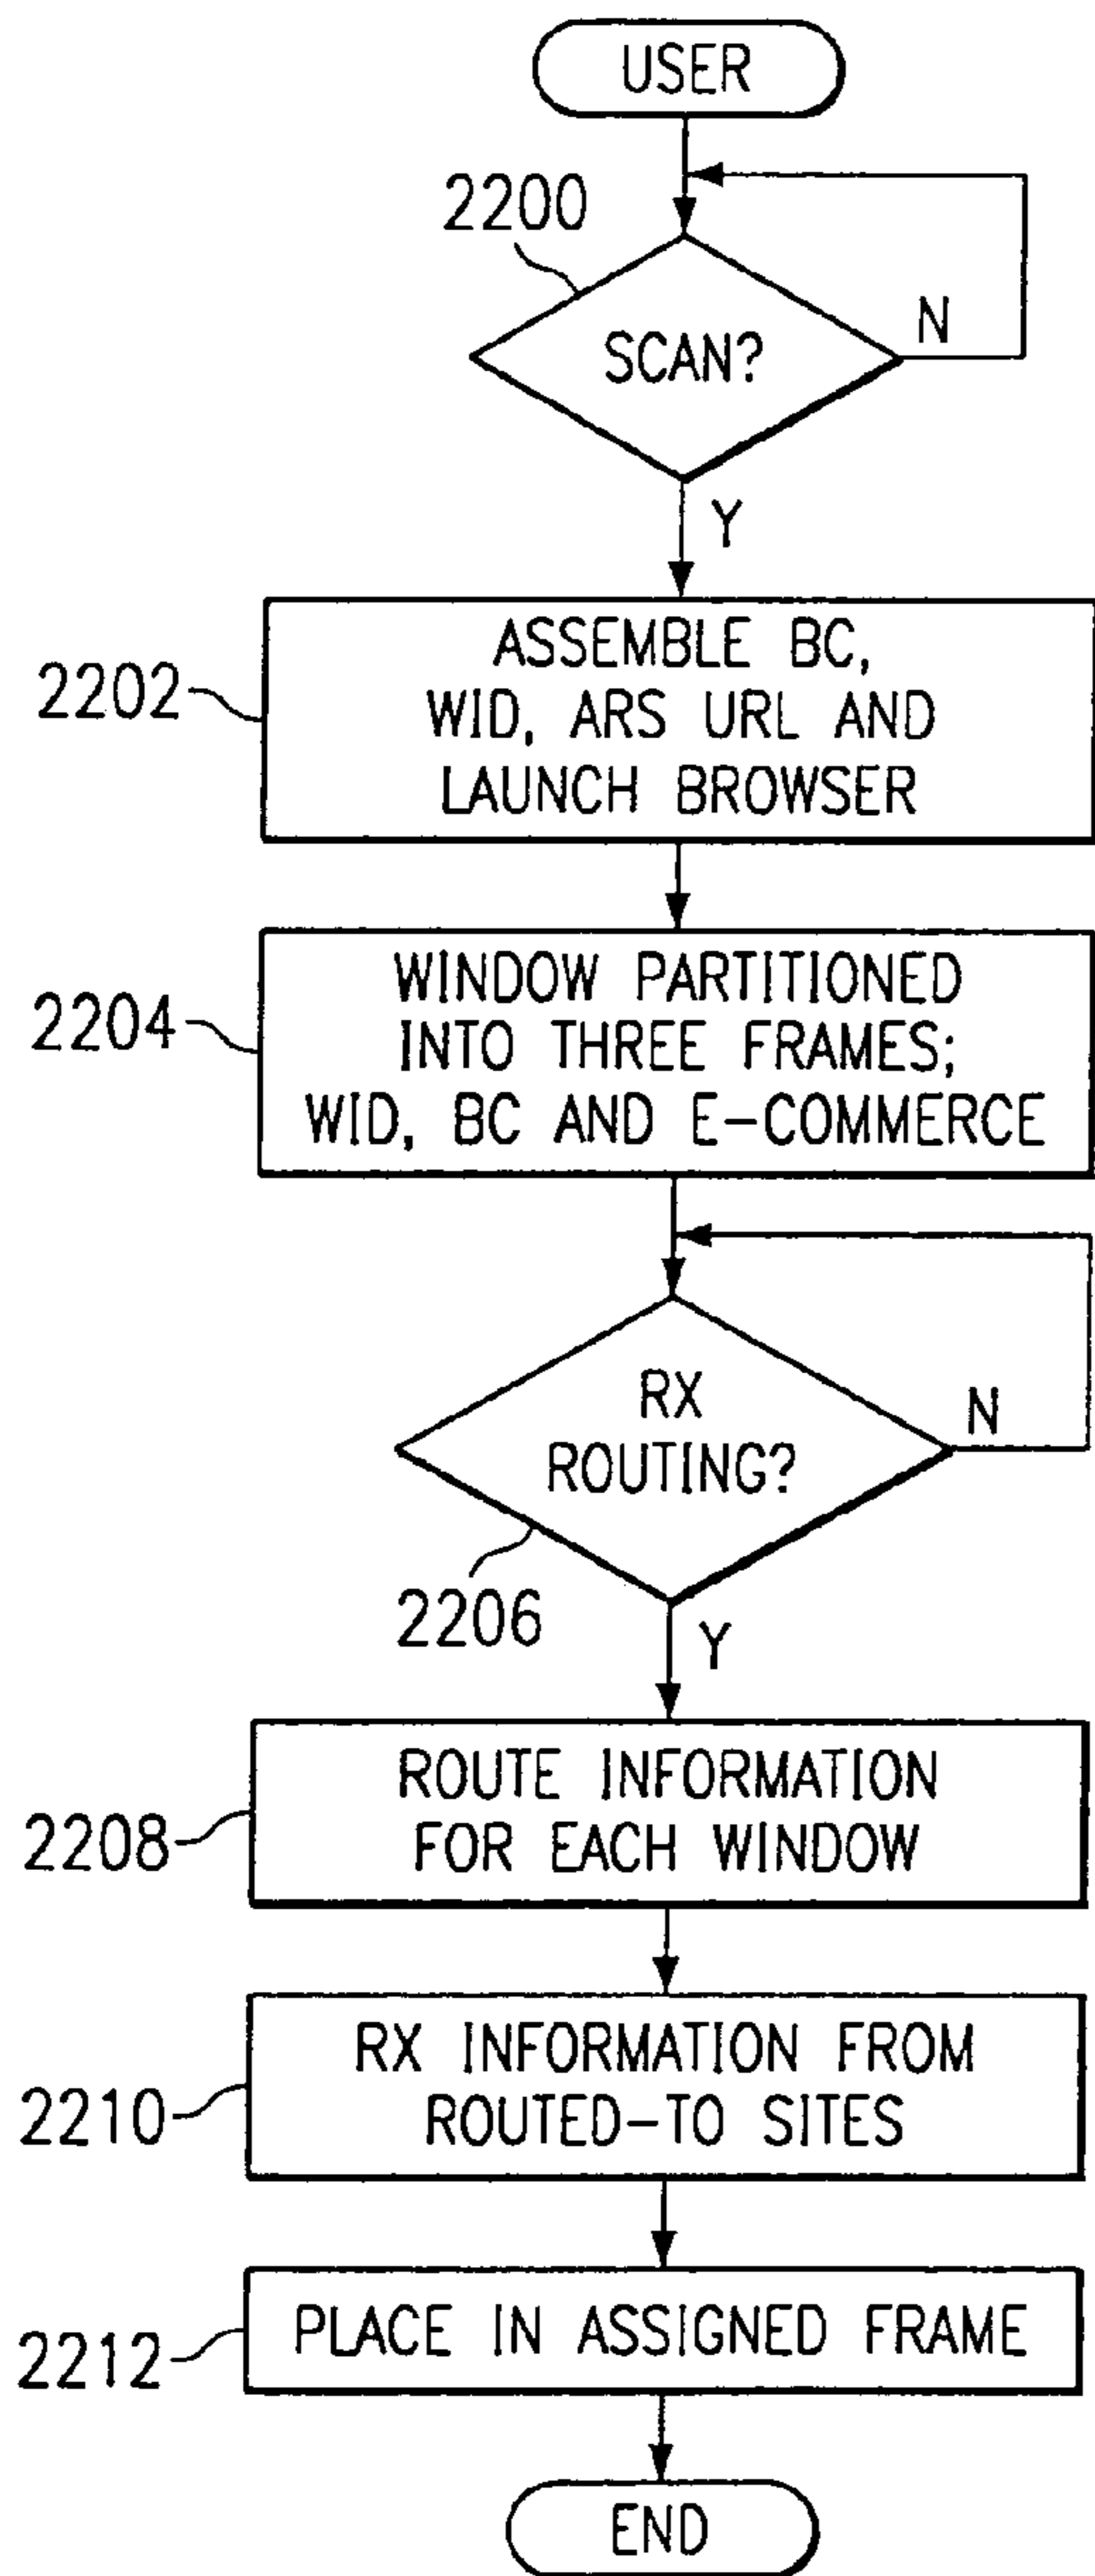 USER
2200
SCAN?
N
Y
2202
ASSEMBLE BC,
WID, ARS URL AND
LAUNCH BROWSER
2204
WINDOW PARTITIONED
INTO THREE FRAMES;
WID, BC AND E-COMMERCE
RX
ROUTING?
N
2206
Y
2208
ROUTE INFORMATION
FOR EACH WINDOW
2210
RX INFORMATION FROM
ROUTED-TO SITES
2212
PLACE IN ASSIGNED FRAME
END